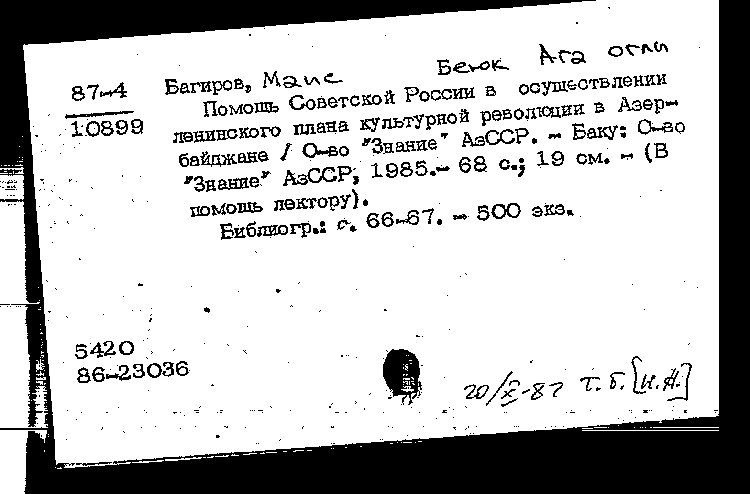 87-4
10899
Багиров, Маис Беюк Ага оглы
Помощь Советской России в осуществлении
ленинского плана культурной революции в Азер-
байджане / О-во "Знание" АзССР. - Баку: О-во
"Знание" АзССР, 1985.- 68 с.; 19 см. - (В
помощь лектору).
Библиогр.: с. 66-67. - 500 экз.
5420
86-23036
20/X-87 т.б. [н.А.]